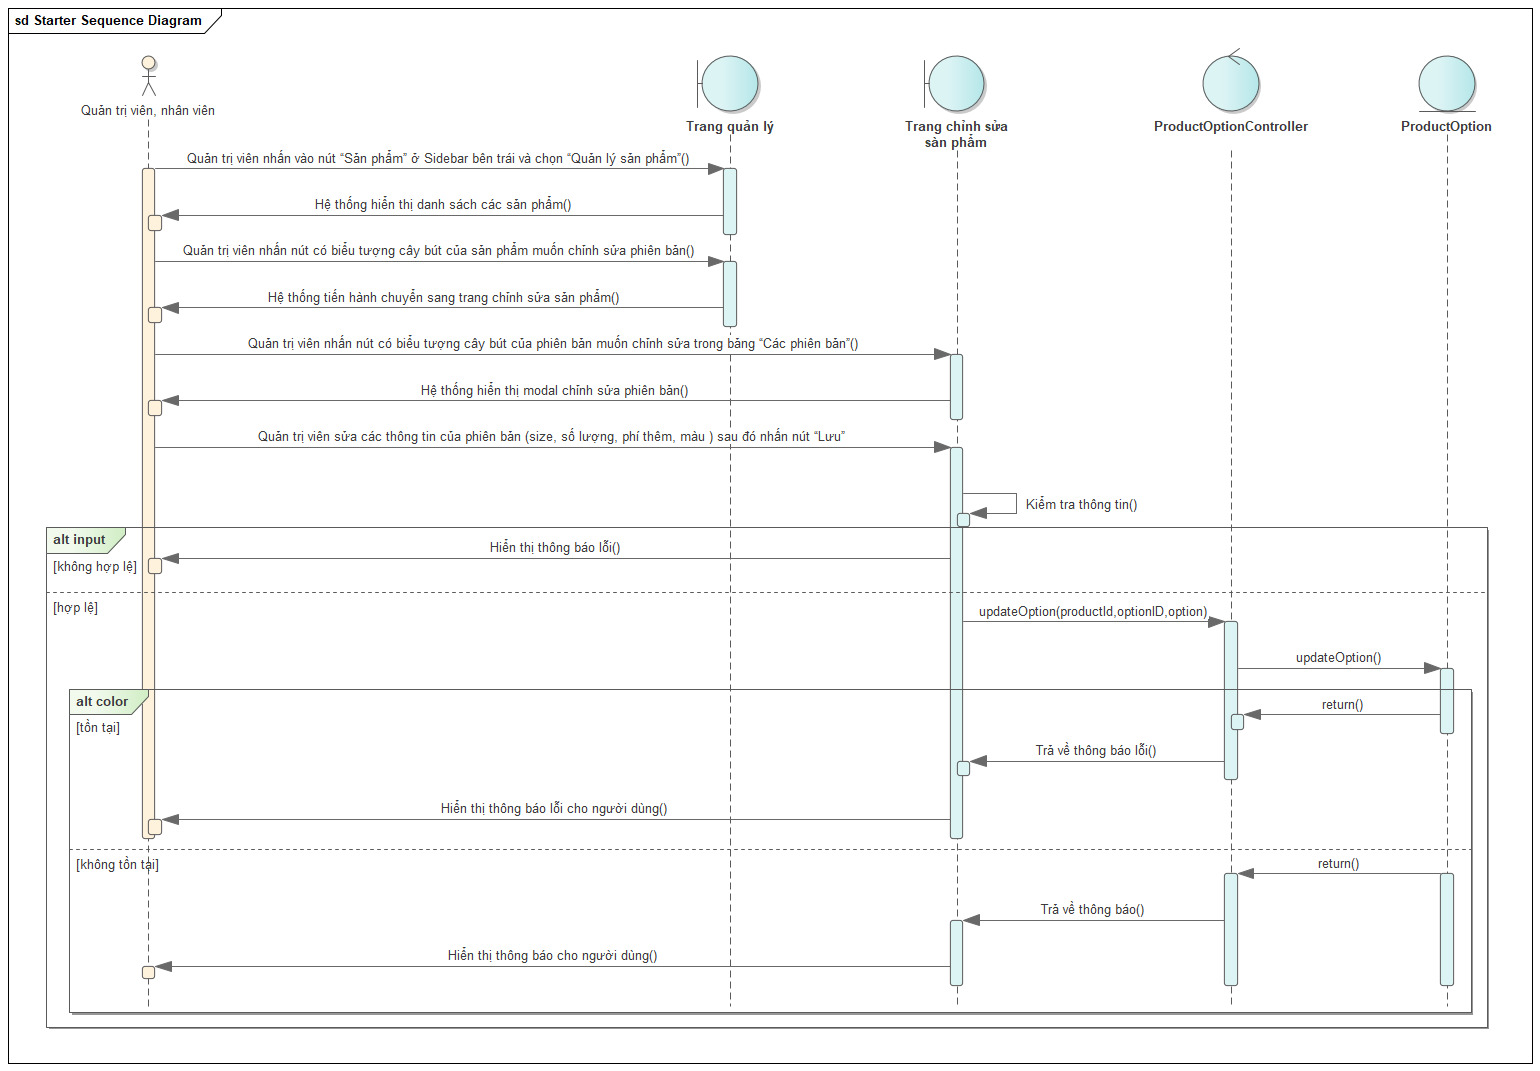 sd Starter Sequence Diagram
Quản trị viên, nhân viên
Trang quản lý
Trang chỉnh sửa
sản phẩm
ProductOptionController
ProductOption
Quản trị viên nhấn vào nút “Sản phẩm” ở Sidebar bên trái và chọn “Quản lý sản phẩm”()
Hệ thống hiển thị danh sách các sản phẩm()
Quản trị viên nhấn nút có biểu tượng cây bút của sản phẩm muốn chỉnh sửa phiên bản()
Hệ thống tiến hành chuyển sang trang chỉnh sửa sản phẩm()
Quản trị viên nhấn nút có biểu tượng cây bút của phiên bản muốn chỉnh sửa trong bảng “Các phiên bản”()
Hệ thống hiển thị modal chỉnh sửa phiên bản()
Quản trị viên sửa các thông tin của phiên bản (size, số lượng, phí thêm, màu ) sau đó nhấn nút “Lưu”
Kiểm tra thông tin()
alt input
Hiển thị thông báo lỗi()
[không hợp lệ]
[hợp lệ]
updateOption(productId,optionID,option)
updateOption()
alt color
return()
[tồn tại]
Trả về thông báo lỗi()
Hiển thị thông báo lỗi cho người dùng()
[không tồn tại]
return()
Trả về thông báo()
Hiển thị thông báo cho người dùng()